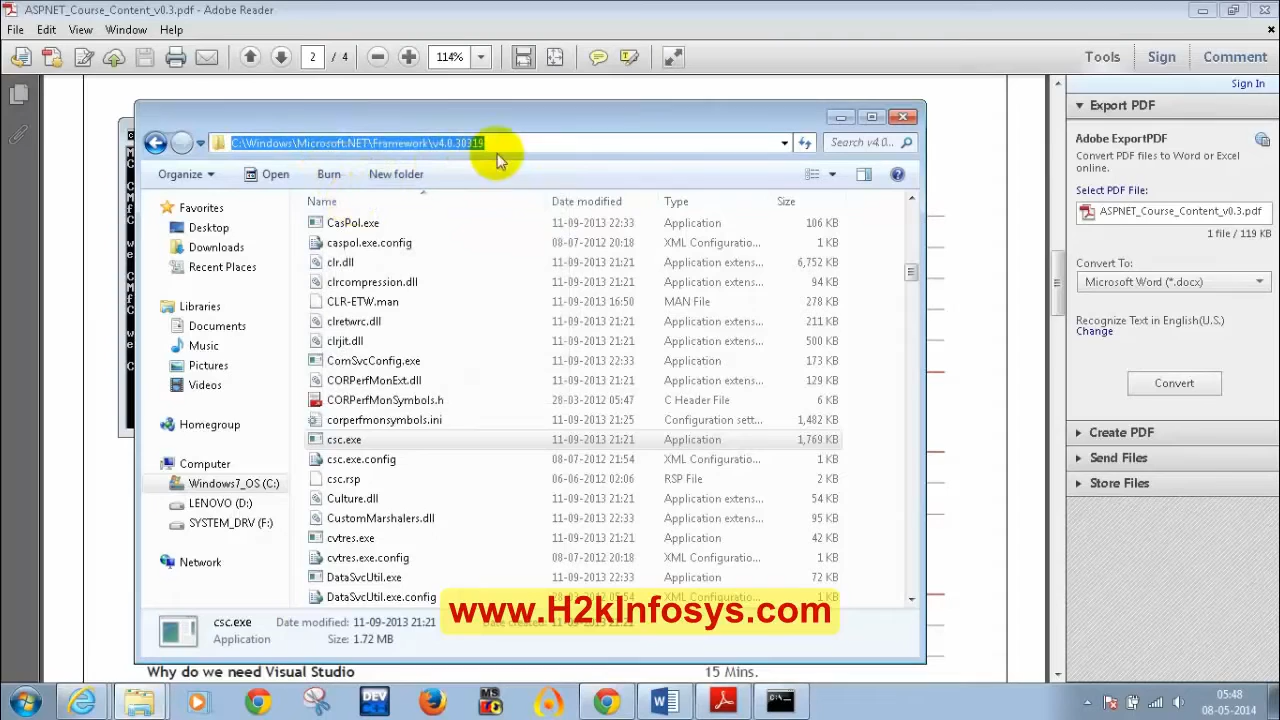 ASPNET_Course_Content_v0.3.pdf - Adobe Reader
File Edit View Window Help
2 / 4 114% Tools Sign Comment
Sign In
Export PDF
Adobe ExportPDF
Convert PDF files to Word or Excel
online.
Select PDF File:
ASPNET_Course_Content_v0.3.pdf
1 file / 119 KB
Convert To:
Microsoft Word (*.docx)
Recognize Text in English(U.S.)
Change
Convert
Create PDF
Send Files
Store Files
C:\Windows\Microsoft.NET\Framework\v4.0.30319
Search v4.0...
Organize Open Burn New folder
Favorites
Desktop
Downloads
Recent Places
Libraries
Documents
Music
Pictures
Videos
Homegroup
Computer
Windows7_OS (C:)
LENOVO (D:)
SYSTEM_DRV (F:)
Network
Name Date modified Type Size
CasPol.exe 11-09-2013 22:33 Application 106 KB
caspol.exe.config 08-07-2012 20:18 XML Configuratio... 1 KB
clr.dll 11-09-2013 21:21 Application extens... 6,752 KB
clrcompression.dll 11-09-2013 21:21 Application extens... 94 KB
CLR-ETW.man 11-09-2013 16:50 MAN File 278 KB
clretwrc.dll 11-09-2013 21:21 Application extens... 211 KB
clrjit.dll 11-09-2013 21:21 Application extens... 500 KB
ComSvcConfig.exe 11-09-2013 22:33 Application 173 KB
CORPerfMonExt.dll 11-09-2013 21:21 Application extens... 129 KB
CORPerfMonSymbols.h 28-03-2012 05:47 C Header File 6 KB
corperfmonsymbols.ini 11-09-2013 21:25 Configuration sett... 1,482 KB
csc.exe 11-09-2013 21:21 Application 1,769 KB
csc.exe.config 08-07-2012 21:54 XML Configuratio... 1 KB
csc.rsp 06-06-2012 02:06 RSP File 2 KB
Culture.dll 11-09-2013 21:21 Application extens... 54 KB
CustomMarshalers.dll 11-09-2013 22:33 Application extens... 95 KB
cvtres.exe 11-09-2013 21:21 Application 42 KB
cvtres.exe.config 08-07-2012 20:18 XML Configuratio... 1 KB
DataSvcUtil.exe 11-09-2013 22:33 Application 72 KB
DataSvcUtil.exe.config
www.H2kInfosys.com
csc.exe Date modified: 11-09-2013 21:21
Application Size: 1.72 MB
Why do we need Visual Studio 15 Mins.
DEV
MS
05:48
08-05-2014